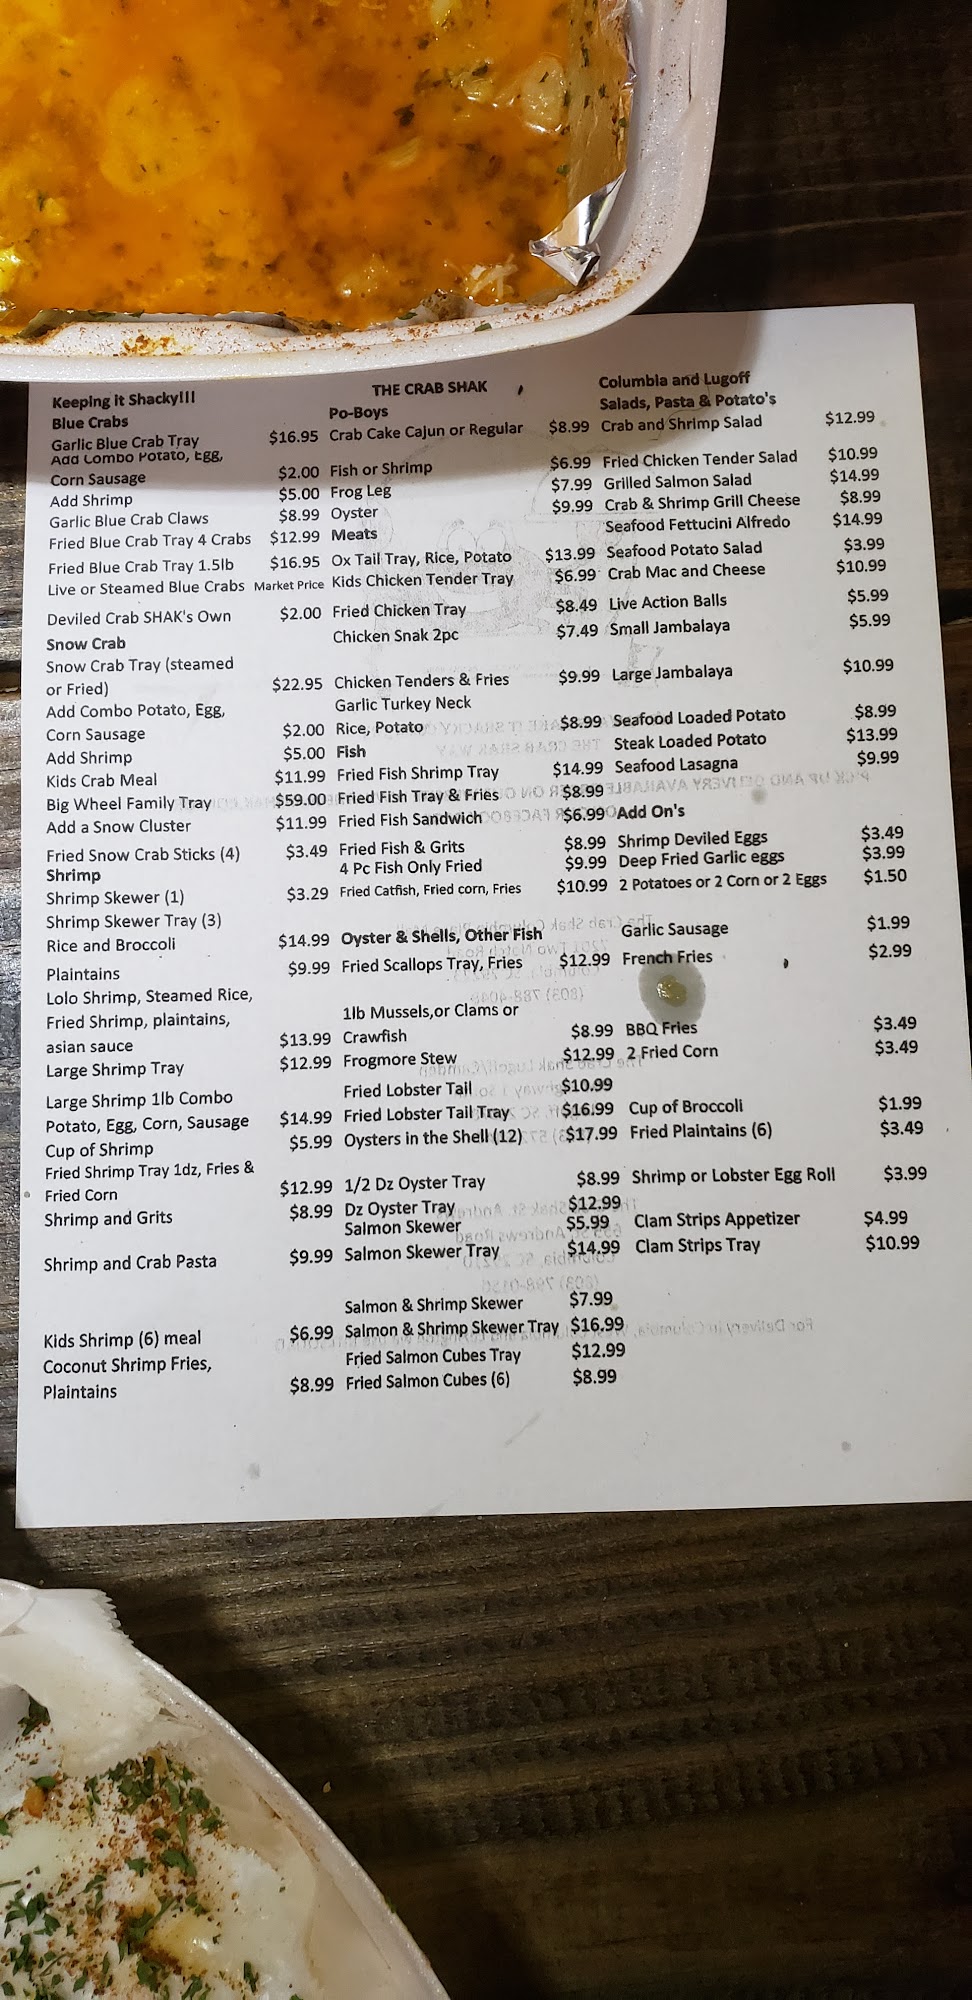 Keeping it Shacky!!!
THE CRAB SHAK
Columbia and Lugoff
Blue Crabs
Garlic Blue Crab Tray $16.95
Add Combo Potato, Egg,
Corn Sausage $2.00
Add Shrimp $5.00
Garlic Blue Crab Claws $8.99
Fried Blue Crab Tray 4 Crabs $12.99
Fried Blue Crab Tray 1.5lb $16.95
Live or Steamed Blue Crabs Market Price
Deviled Crab SHAK's Own $2.00
Snow Crab
Snow Crab Tray (steamed
or Fried) $22.95
Add Combo Potato, Egg,
Corn Sausage $2.00
Add Shrimp $5.00
Kids Crab Meal $11.99
Big Wheel Family Tray $59.00
Add a Snow Cluster $11.99
Fried Snow Crab Sticks (4) $3.49
Shrimp
Shrimp Skewer (1) $3.29
Shrimp Skewer Tray (3)
Rice and Broccoli $14.99
Plaintains $9.99
Lolo Shrimp, Steamed Rice,
Fried Shrimp, plaintains,
asian sauce $13.99
Large Shrimp Tray $12.99
Large Shrimp 1lb Combo
Potato, Egg, Corn, Sausage $14.99
Cup of Shrimp $5.99
Fried Shrimp Tray 1dz, Fries &
Fried Corn $12.99
Shrimp and Grits $8.99
Shrimp and Crab Pasta $9.99
Kids Shrimp (6) meal $6.99
Coconut Shrimp Fries,
Plaintains $8.99
Po-Boys
Crab Cake Cajun or Regular $8.99
Fish or Shrimp $6.99
Frog Leg $7.99
Oyster $9.99
Meats
Ox Tail Tray, Rice, Potato $13.99
Kids Chicken Tender Tray $6.99
Fried Chicken Tray $8.49
Chicken Snak 2pc $7.49
Chicken Tenders & Fries $9.99
Garlic Turkey Neck
Rice, Potato $8.99
Fish
Fried Fish Shrimp Tray $14.99
Fried Fish Tray & Fries $8.99
Fried Fish Sandwich $6.99
Fried Fish & Grits $8.99
4 Pc Fish Only Fried $9.99
Fried Catfish, Fried corn, Fries $10.99
Oyster & Shells, Other Fish
Fried Scallops Tray, Fries $12.99
1lb Mussels,or Clams or
Crawfish $8.99
Frogmore Stew $12.99
Fried Lobster Tail $10.99
Fried Lobster Tail Tray $16.99
Oysters in the Shell (12) $17.99
1/2 Dz Oyster Tray $8.99
Dz Oyster Tray $12.99
Salmon Skewer $5.99
Salmon Skewer Tray $14.99
Salmon & Shrimp Skewer $7.99
Salmon & Shrimp Skewer Tray $16.99
Fried Salmon Cubes Tray $12.99
Fried Salmon Cubes (6) $8.99
Salads, Pasta & Potato's
Crab and Shrimp Salad $12.99
Fried Chicken Tender Salad $10.99
Grilled Salmon Salad $14.99
Crab & Shrimp Grill Cheese $8.99
Seafood Fettucini Alfredo $14.99
Seafood Potato Salad $3.99
Crab Mac and Cheese $10.99
Live Action Balls $5.99
Small Jambalaya $5.99
Large Jambalaya $10.99
Seafood Loaded Potato $8.99
Steak Loaded Potato $13.99
Seafood Lasagna $9.99
Add On's
Shrimp Deviled Eggs $3.49
Deep Fried Garlic eggs $3.99
2 Potatoes or 2 Corn or 2 Eggs $1.50
Garlic Sausage $1.99
French Fries $2.99
BBQ Fries $3.49
2 Fried Corn $3.49
Cup of Broccoli $1.99
Fried Plaintains (6) $3.49
Shrimp or Lobster Egg Roll $3.99
Clam Strips Appetizer $4.99
Clam Strips Tray $10.99